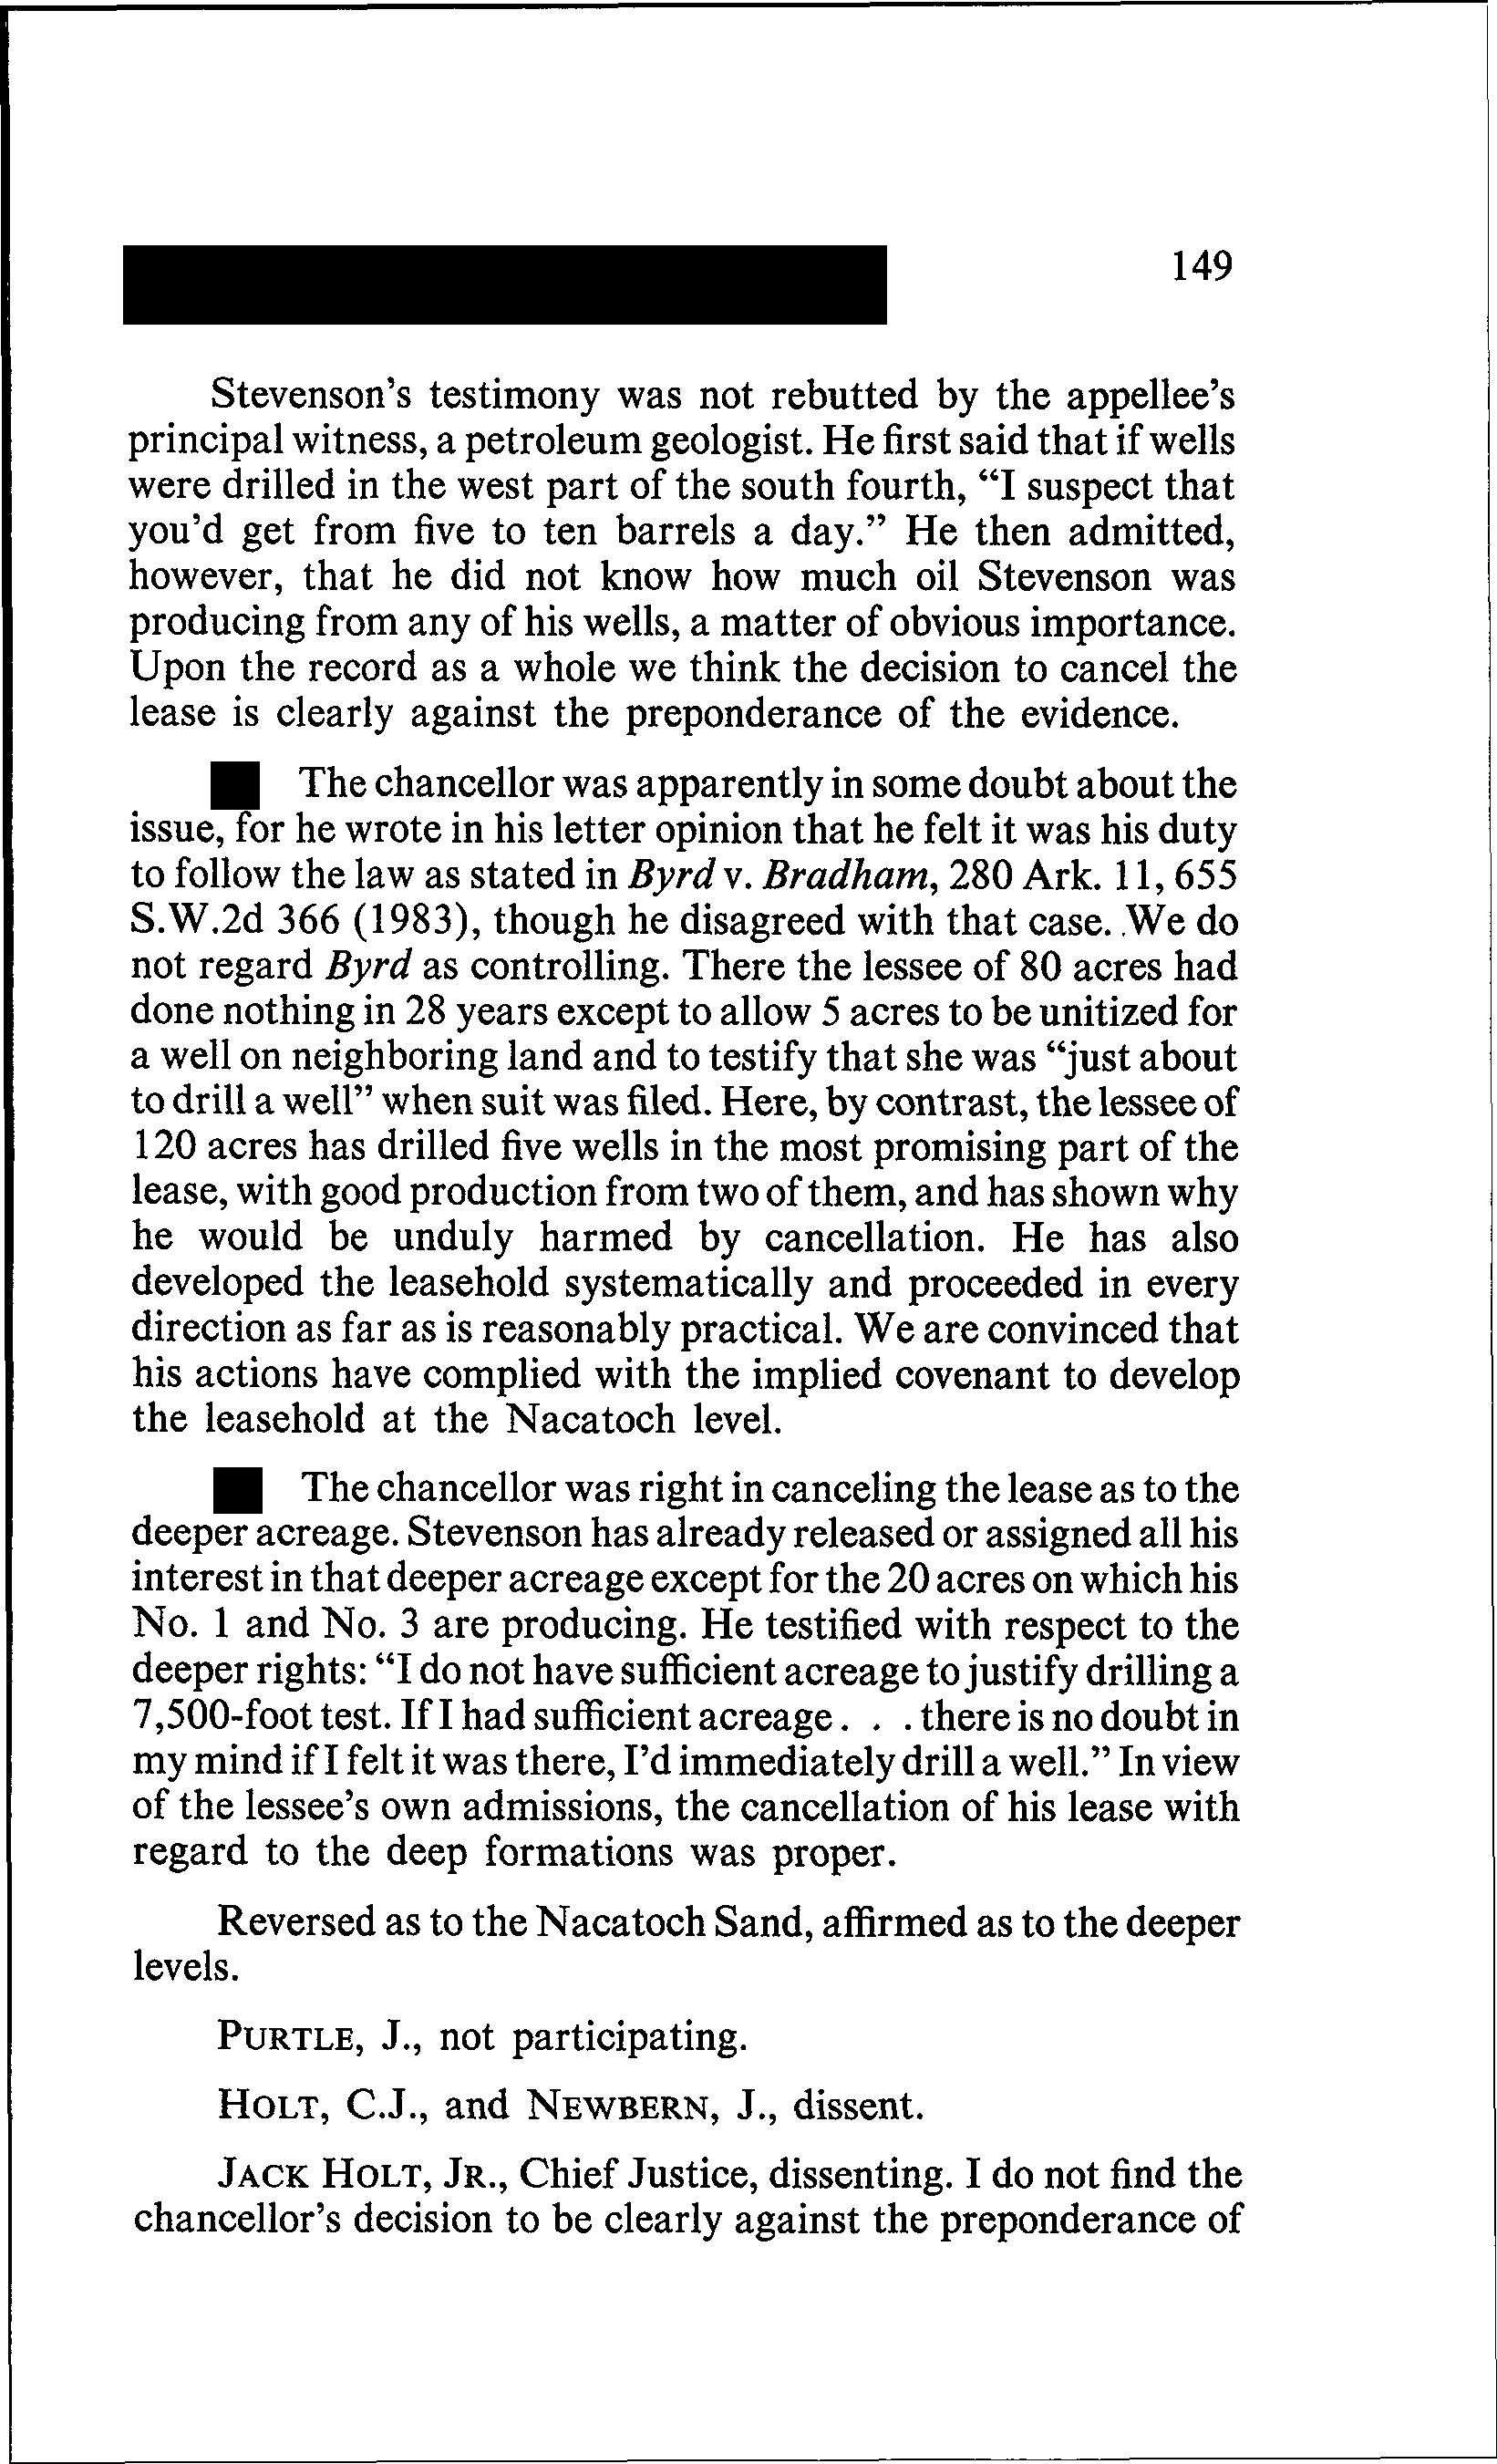 149
Stevenson's testimony was not rebutted by the appellee's
principal witness, a petroleum geologist. He first said that if wells
were drilled in the west part of the south fourth, "I suspect that
you'd get from five to ten barrels a day." He then admitted,
however, that he did not know how much oil Stevenson was
producing from any of his wells, a matter of obvious importance.
Upon the record as a whole we think the decision to cancel the
lease is clearly against the preponderance of the evidence.
The chancellor was apparently in some doubt about the
issue, for he wrote in his letter opinion that he felt it was his duty
to follow the law as stated in Byrd v. Bradham, 280 Ark. 11, 655
S.W.2d 366 (1983), though he disagreed with that case. We do
not regard Byrd as controlling. There the lessee of 80 acres had
done nothing in 28 years except to allow 5 acres to be unitized for
a well on neighboring land and to testify that she was "just about
to drill a well" when suit was filed. Here, by contrast, the lessee of
120 acres has drilled five wells in the most promising part of the
lease, with good production from two of them, and has shown why
he would be unduly harmed by cancellation. He has also
developed the leasehold systematically and proceeded in every
direction as far as is reasonably practical. We are convinced that
his actions have complied with the implied covenant to develop
the leasehold at the Nacatoch level.
The chancellor was right in canceling the lease as to the
deeper acreage. Stevenson has already released or assigned all his
interest in that deeper acreage except for the 20 acres on which his
No. 1 and No. 3 are producing. He testified with respect to the
deeper rights: "I do not have sufficient acreage to justify drilling a
7,500-foot test. If I had sufficient acreage . . . there is no doubt in
my mind if I felt it was there, I'd immediately drill a well." In view
of the lessee's own admissions, the cancellation of his lease with
regard to the deep formations was proper.
Reversed as to the Nacatoch Sand, affirmed as to the deeper
levels.
PURTLE, J., not participating.
HOLT, C.J., and NEWBERN, J., dissent.
JACK HOLT, JR., Chief Justice, dissenting. I do not find the
chancellor's decision to be clearly against the preponderance of